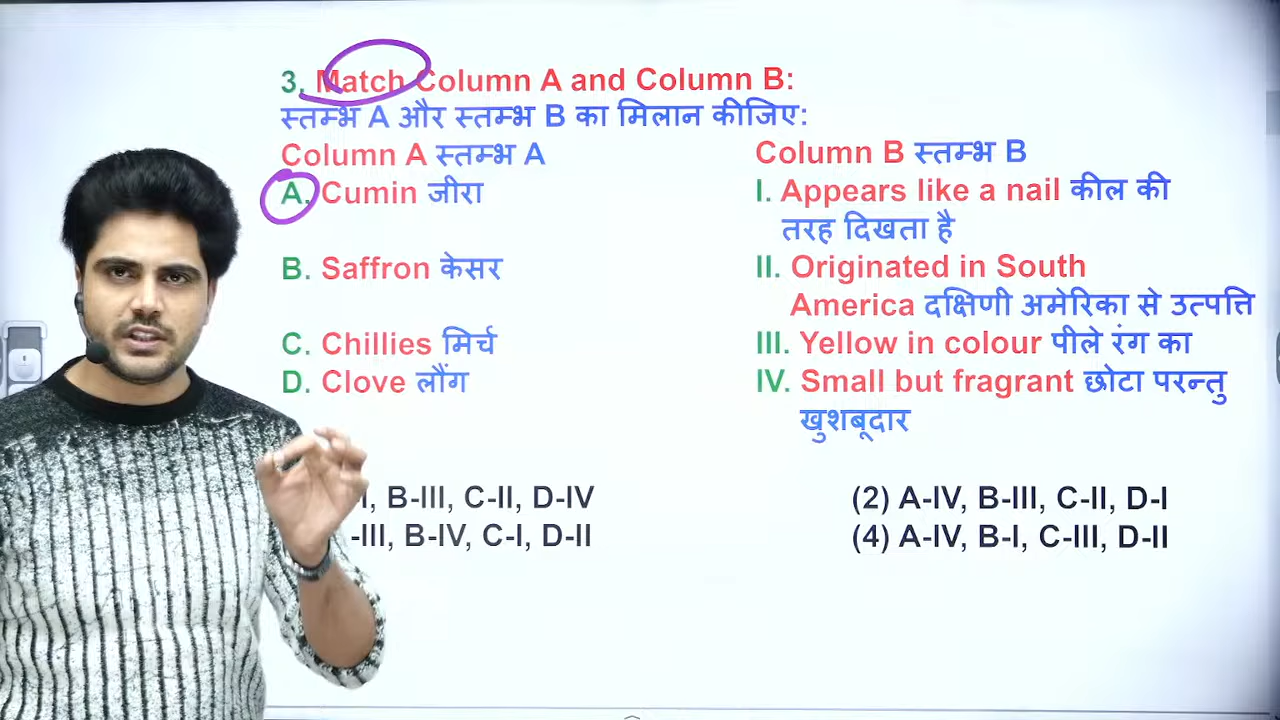 3. Match Column A and Column B:
स्तम्भ A और स्तम्भ B का मिलान कीजिए:
Column A स्तम्भ A
Column B स्तम्भ B
A. Cumin जीरा
I. Appears like a nail कील की
तरह दिखता है
B. Saffron केसर
II. Originated in South
America दक्षिणी अमेरिका से उत्पत्ति
C. Chillies मिर्च
III. Yellow in colour पीले रंग का
D. Clove लौंग
IV. Small but fragrant छोटा परन्तु
खुशबूदार
B-III, C-II, D-IV
(2) A-IV, B-III, C-II, D-I
-III, B-IV, C-I, D-II
(4) A-IV, B-I, C-III, D-II